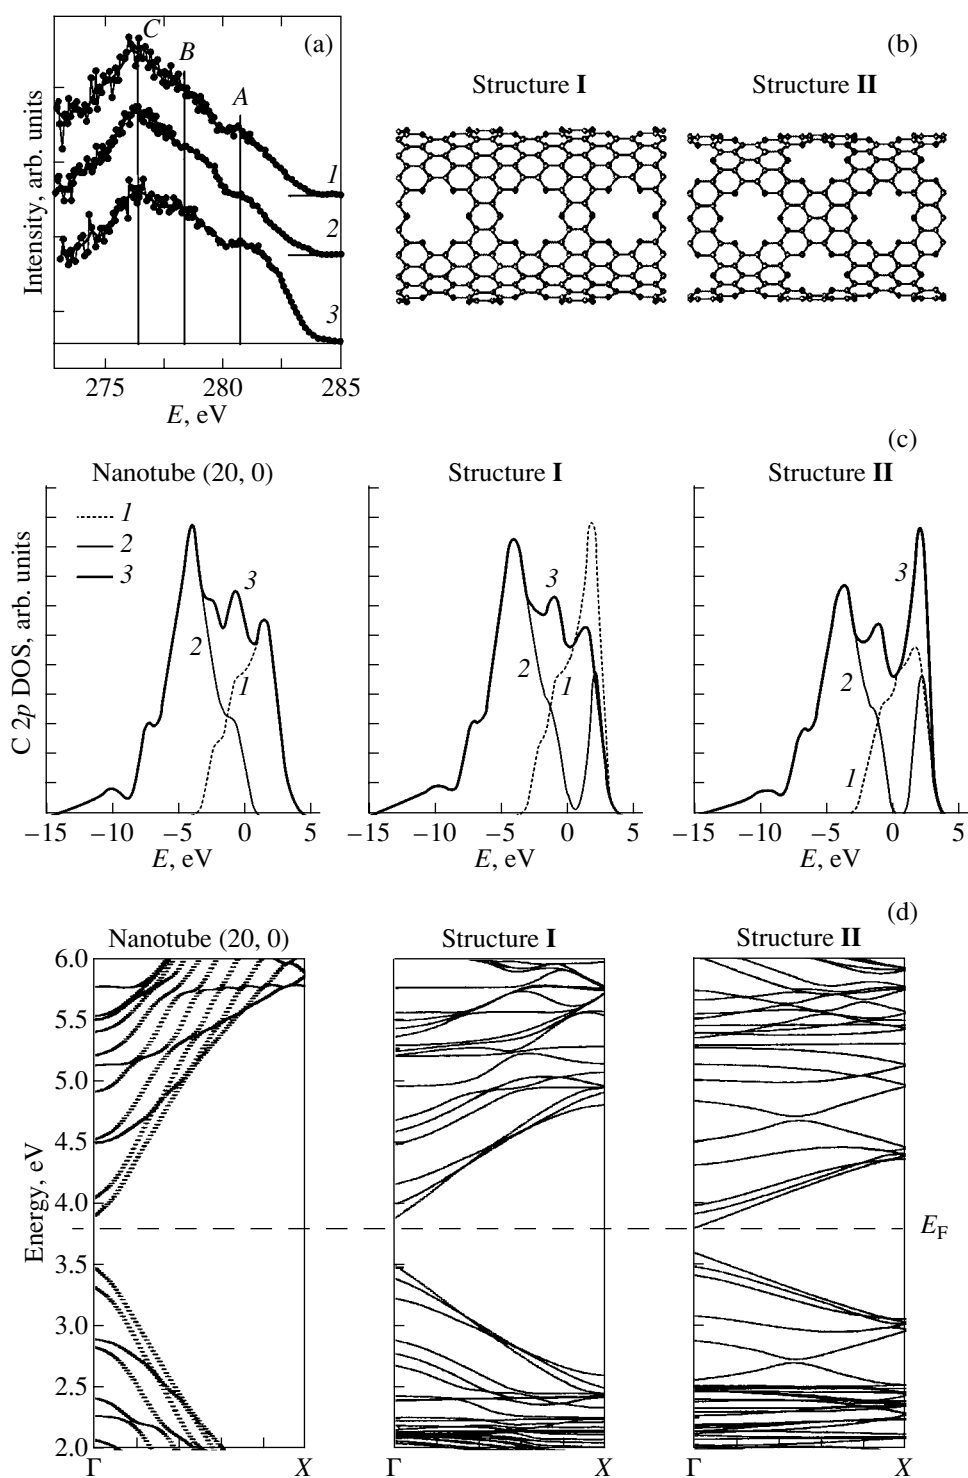 (a)
C
B
A
1
2
3
Intensity, arb. units
275
280
285
E, eV
(b)
Structure I
Structure II
(c)
Nanotube (20, 0)
Structure I
Structure II
1
2
3
C 2p DOS, arb. units
3
2
1
3
2
1
3
2
1
−15
−10
−5
0
5
−15
−10
−5
0
5
−15
−10
−5
0
5
E, eV
E, eV
E, eV
(d)
Nanotube (20, 0)
Structure I
Structure II
6.0
5.5
5.0
4.5
4.0
3.5
3.0
2.5
2.0
Energy, eV
EF
Γ
X
Γ
X
Γ
X